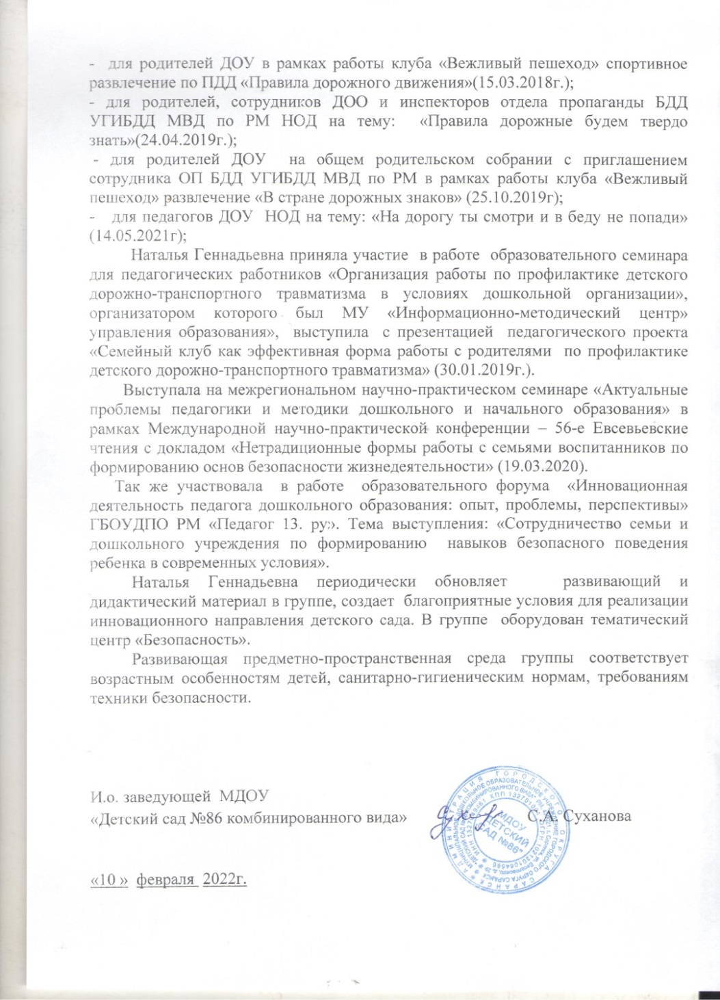 - для родителей ДОУ в рамках работы клуба «Вежливый пешеход» спортивное
развлечение по ПДД «Правила дорожного движения»(15.03.2018г.);
- для родителей, сотрудников ДОО и инспекторов отдела пропаганды БДД
УГИБДД МВД по РМ НОД на тему: «Правила дорожные будем твердо
знать»(24.04.2019г.);
- для родителей ДОУ на общем родительском собрании с приглашением
сотрудника ОП БДД УГИБДД МВД по РМ в рамках работы клуба «Вежливый
пешеход» развлечение «В стране дорожных знаков» (25.10.2019г);
- для педагогов ДОУ НОД на тему: «На дорогу ты смотри и в беду не попади»
(14.05.2021г);
Наталья Геннадьевна приняла участие в работе образовательного семинара
для педагогических работников «Организация работы по профилактике детского
дорожно-транспортного травматизма в условиях дошкольной организации»,
организатором которого был МУ «Информационно-методический центр»
управления образования», выступила с презентацией педагогического проекта
«Семейный клуб как эффективная форма работы с родителями по профилактике
детского дорожно-транспортного травматизма» (30.01.2019г.).
Выступала на межрегиональном научно-практическом семинаре «Актуальные
проблемы педагогики и методики дошкольного и начального образования» в
рамках Международной научно-практической конференции – 56-е Евсевьевские
чтения с докладом «Нетрадиционные формы работы с семьями воспитанников по
формированию основ безопасности жизнедеятельности» (19.03.2020).
Так же участвовала в работе образовательного форума «Инновационная
деятельность педагога дошкольного образования: опыт, проблемы, перспективы»
ГБОУДПО РМ «Педагог 13. ру». Тема выступления: «Сотрудничество семьи и
дошкольного учреждения по формированию навыков безопасного поведения
ребенка в современных условия».
Наталья Геннадьевна периодически обновляет развивающий и
дидактический материал в группе, создает благоприятные условия для реализации
инновационного направления детского сада. В группе оборудован тематический
центр «Безопасность».
Развивающая предметно-пространственная среда группы соответствует
возрастным особенностям детей, санитарно-гигиеническим нормам, требованиям
техники безопасности.
И.о. заведующей МДОУ
«Детский сад №86 комбинированного вида» С.А. Суханова
АДМИНИСТРАЦИЯ ГОРОДСКОГО ОКРУГА САРАНСК
МДОУ
"ДЕТСКИЙ
САД №86"
«10 » февраля 2022г.